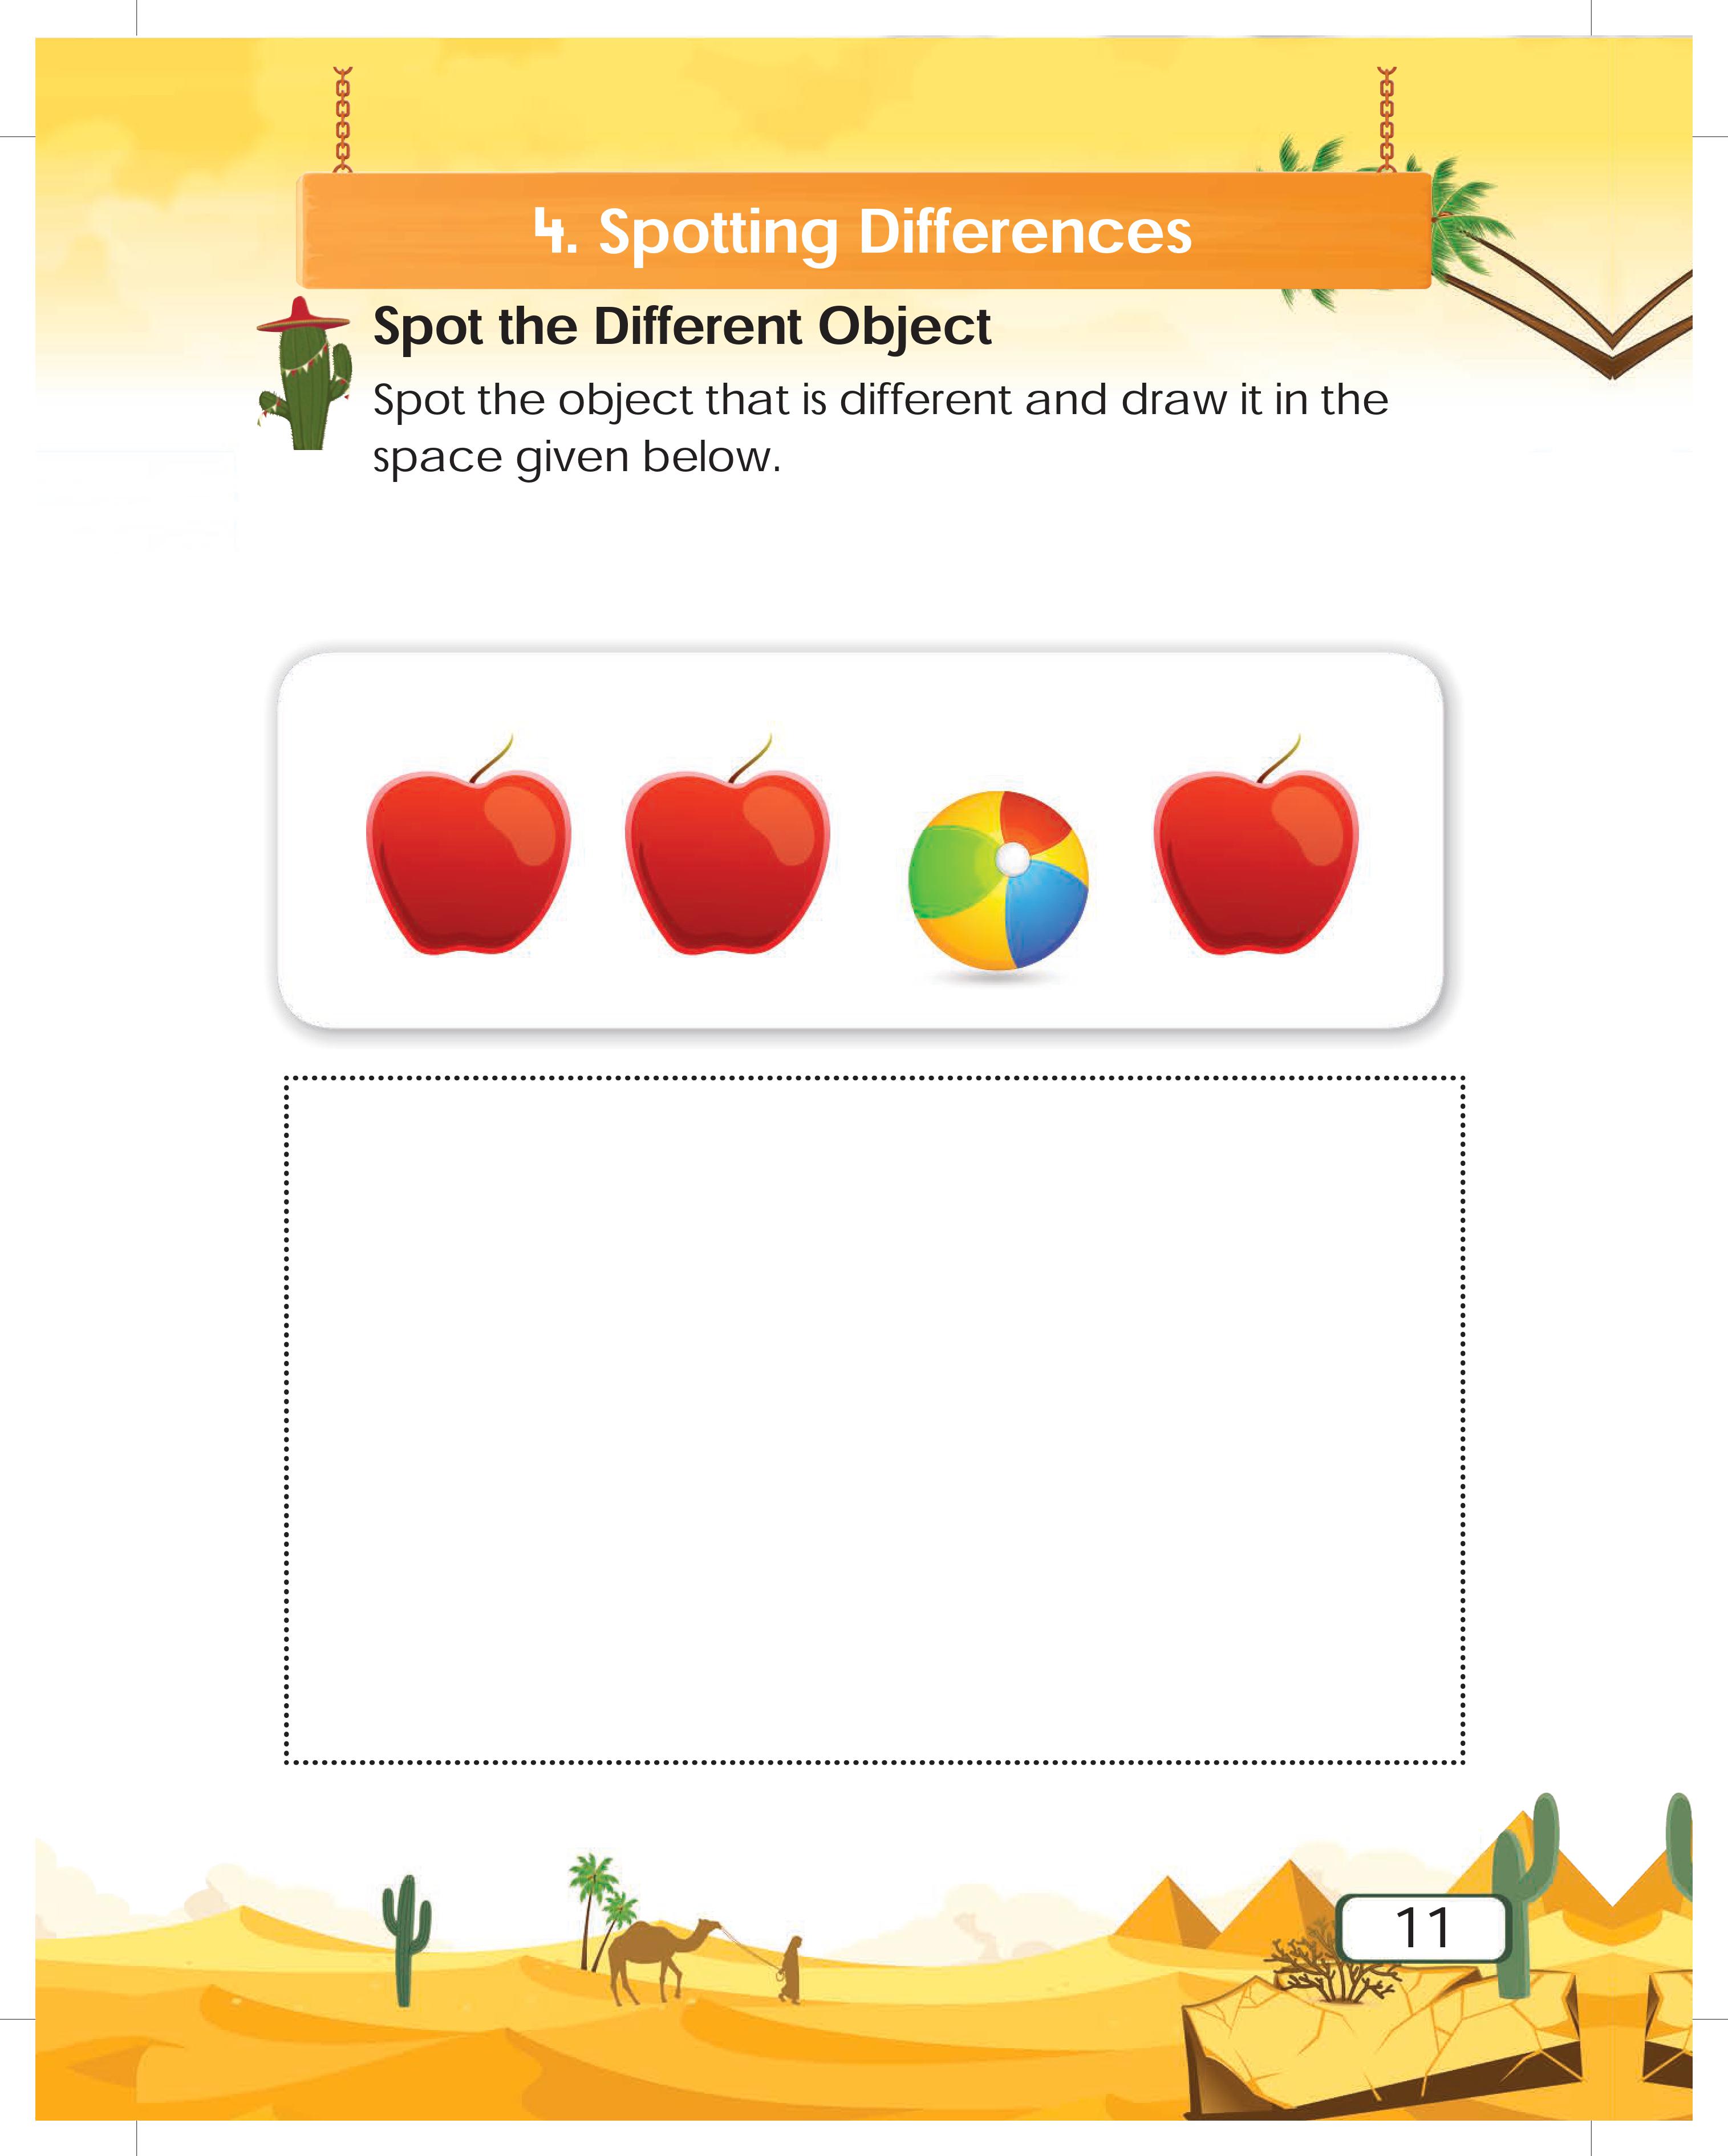 4. Spotting Differences
Spot the Different Object
Spot the object that is different and draw it in the
space given below.
11